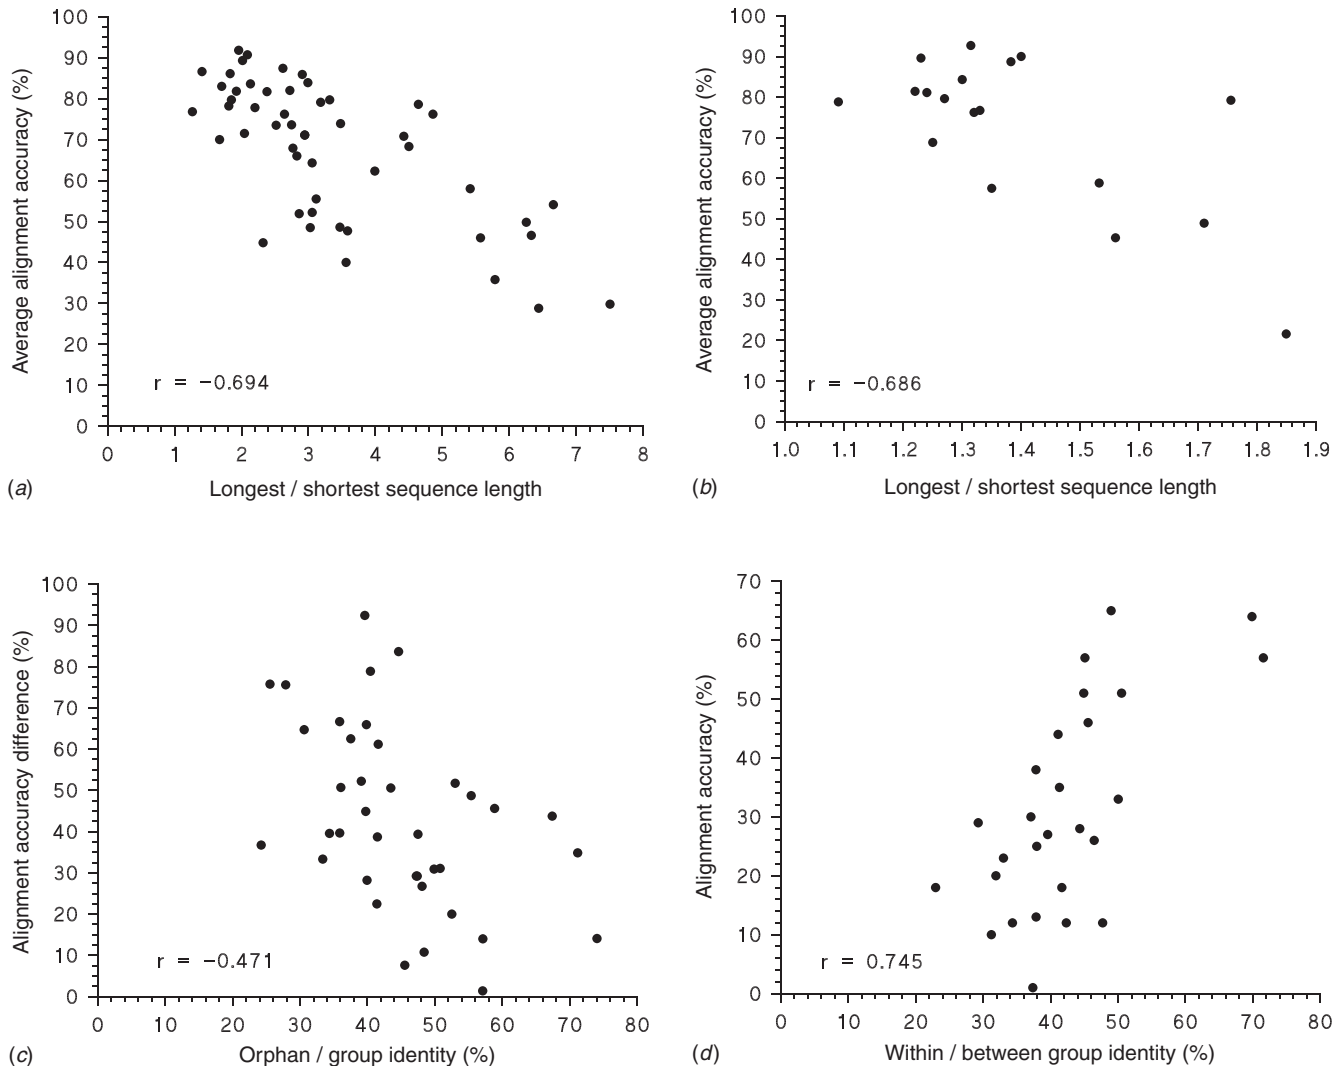 100
90
80
70
60
50
40
30
20
10
0
Average alignment accuracy (%)
r = −0.694
0 1 2 3 4 5 6 7 8
(a) Longest / shortest sequence length
100
90
80
70
60
50
40
30
20
10
0
Average alignment accuracy (%)
r = −0.686
1.0 1.1 1.2 1.3 1.4 1.5 1.6 1.7 1.8 1.9
(b) Longest / shortest sequence length
100
90
80
70
60
50
40
30
20
10
0
Alignment accuracy difference (%)
r = −0.471
0 10 20 30 40 50 60 70 80
(c) Orphan / group identity (%)
70
60
50
40
30
20
10
0
Alignment accuracy (%)
r = 0.745
0 10 20 30 40 50 60 70 80
(d) Within / between group identity (%)